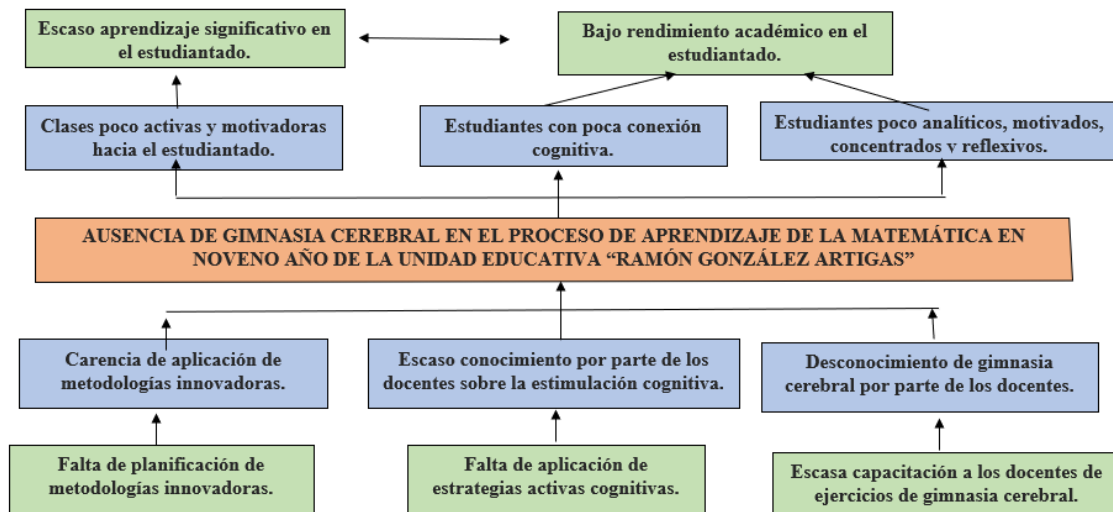 Escaso aprendizaje significativo en
el estudiantado.
Bajo rendimiento académico en el
estudiantado.
Clases poco activas y motivadoras
hacia el estudiantado.
Estudiantes con poca conexión
cognitiva.
Estudiantes poco analíticos, motivados,
concentrados y reflexivos.
AUSENCIA DE GIMNASIA CEREBRAL EN EL PROCESO DE APRENDIZAJE DE LA MATEMÁTICA EN
NOVENO AÑO DE LA UNIDAD EDUCATIVA “RAMÓN GONZÁLEZ ARTIGAS”
Carencia de aplicación de
metodologías innovadoras.
Escaso conocimiento por parte de los
docentes sobre la estimulación cognitiva.
Desconocimiento de gimnasia
cerebral por parte de los docentes.
Falta de planificación de
metodologías innovadoras.
Falta de aplicación de
estrategias activas cognitivas.
Escasa capacitación a los docentes de
ejercicios de gimnasia cerebral.